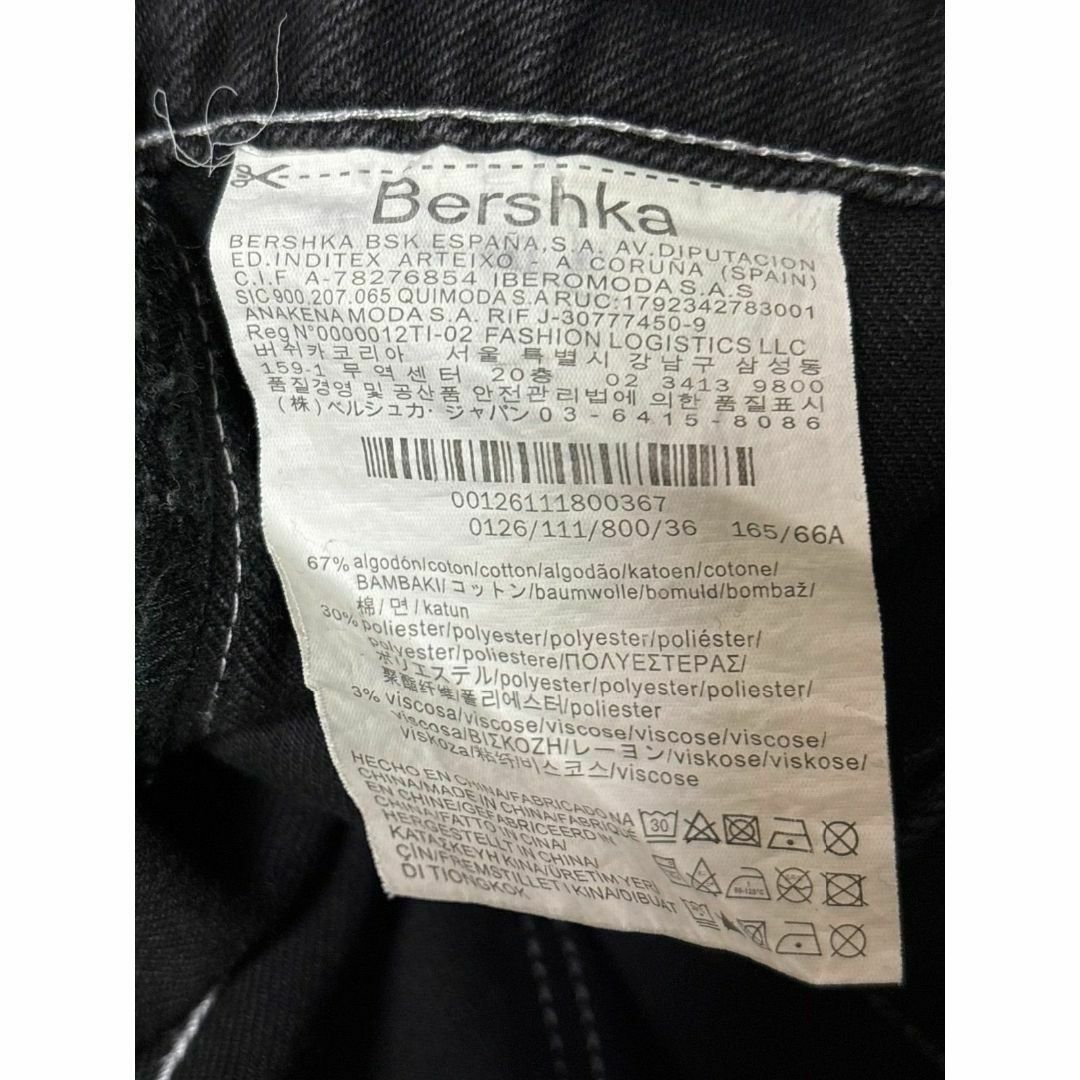 Bershka
BERSHKA BSK ESPAÑA,S.A. AV.DIPUTACION
ED.INDITEX ARTEIXO - A CORUÑA (SPAIN)
C.I.F A-78276854 IBEROMODA S.A.S
SIC 900.207.065 QUIMODA S.A RUC:1792342783001
ANAKENA MODA S.A. RIF J-30777450-9
Reg N°0000012TI-02 FASHION LOGISTICS LLC
버쉬카코리아 서울 특별시 강남구 삼성동
159-1 무역센터 20층 02 3413 9800
품질경영 및 공산품 안전관리법에 의한 품질표시
(株)ベルシュカ・ジャパン 03-6415-8086
00126111800367
0126/111/800/36 165/66A
67% algodón/coton/cotton/algodão/katoen/cotone/
BAMBAKI/コットン/baumwolle/bomuld/bombaž/
棉/면/katun
30% poliester/polyester/polyester/poliéster/
polyester/poliestere/ΠΟΛΥΕΣΤΕΡΑΣ/
ポリエステル/polyester/polyester/poliester/
聚酯纤维/폴리에스터/poliester
3% viscosa/viscose/viscose/viscose/viscose/
viscosa/ΒΙΣΚΟΖΗ/レーヨン/viskose/viskose/
viskoza/粘纤/비스코스/viscose
HECHO EN CHINA/FABRICADO NA
CHINA/MADE IN CHINA/FABRIQUÉ
EN CHINE/GEFABRICEERD IN
CHINA/FATTO IN CINA/
HERGESTELLT IN CHINA/
ΚΑΤΑΣΚΕΥΗ ΚΙΝΑ/ÜRETİM YERİ
ÇİN/FREMSTILLET I KINA/DIBUAT
DI TIONGKOK
30